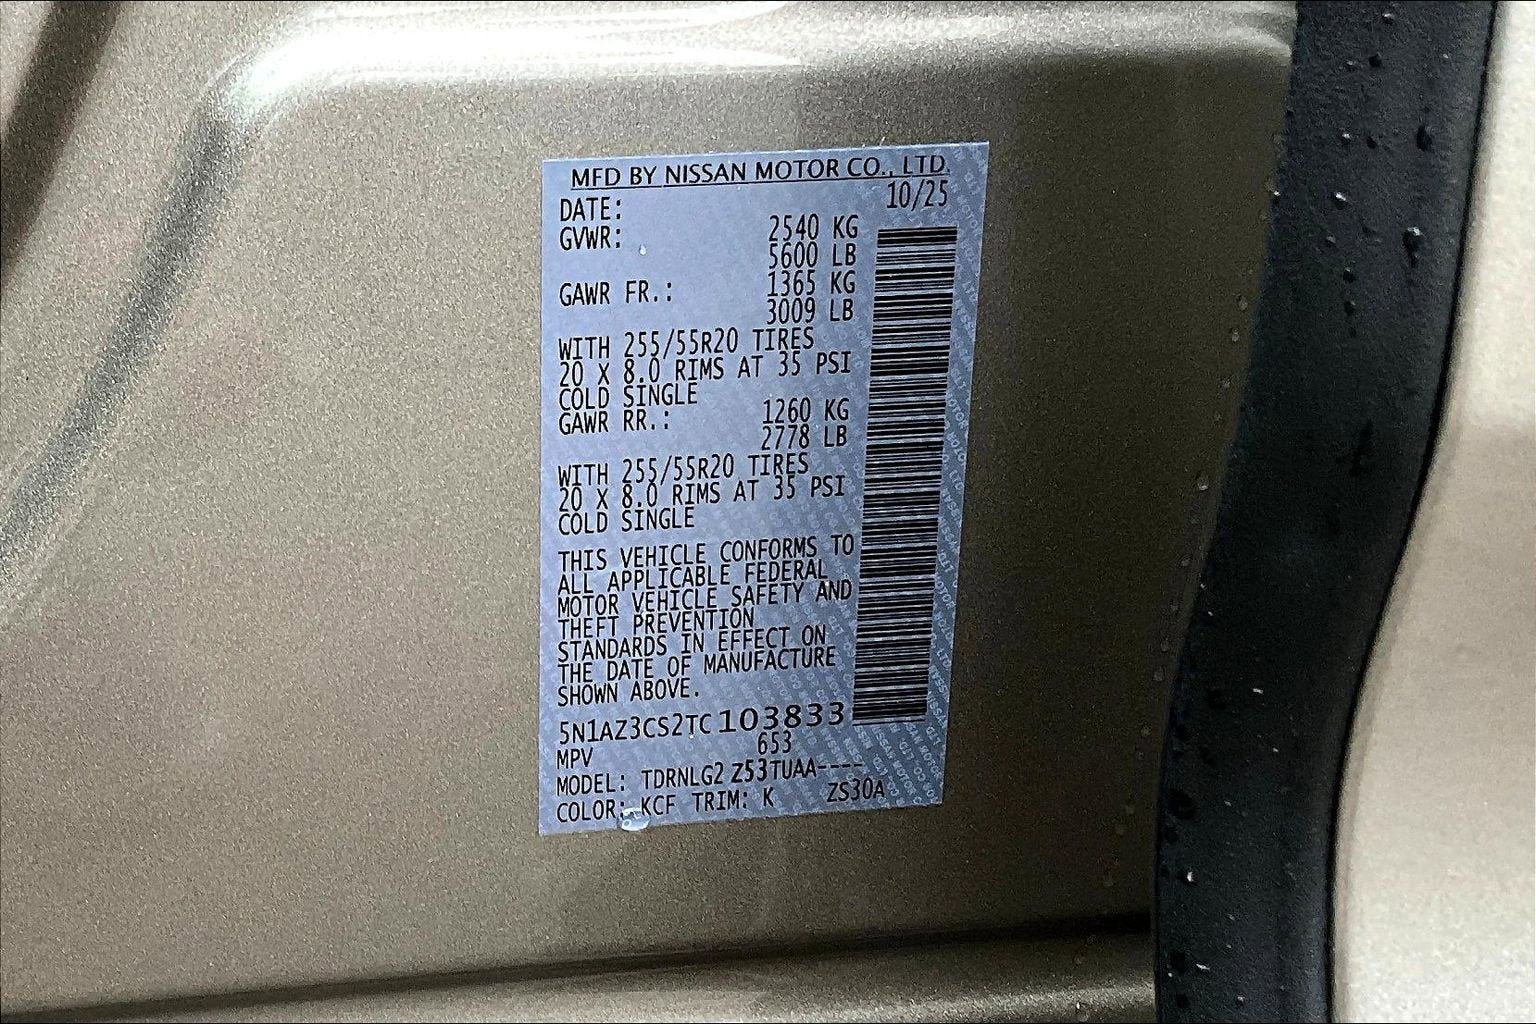 MFD BY NISSAN MOTOR CO., LTD.
DATE: 10/25
GVWR: 2540 KG
5600 LB
GAWR FR.: 1365 KG
3009 LB
WITH 255/55R20 TIRES
20 X 8.0 RIMS AT 35 PSI
COLD SINGLE
GAWR RR.: 1260 KG
2778 LB
WITH 255/55R20 TIRES
20 X 8.0 RIMS AT 35 PSI
COLD SINGLE
THIS VEHICLE CONFORMS TO
ALL APPLICABLE FEDERAL
MOTOR VEHICLE SAFETY AND
THEFT PREVENTION
STANDARDS IN EFFECT ON
THE DATE OF MANUFACTURE
SHOWN ABOVE.
5N1AZ3CS2TC103833
MPV 653
MODEL: TDRNLG2 Z53TUAA----
COLOR: KCF TRIM: K ZS30A